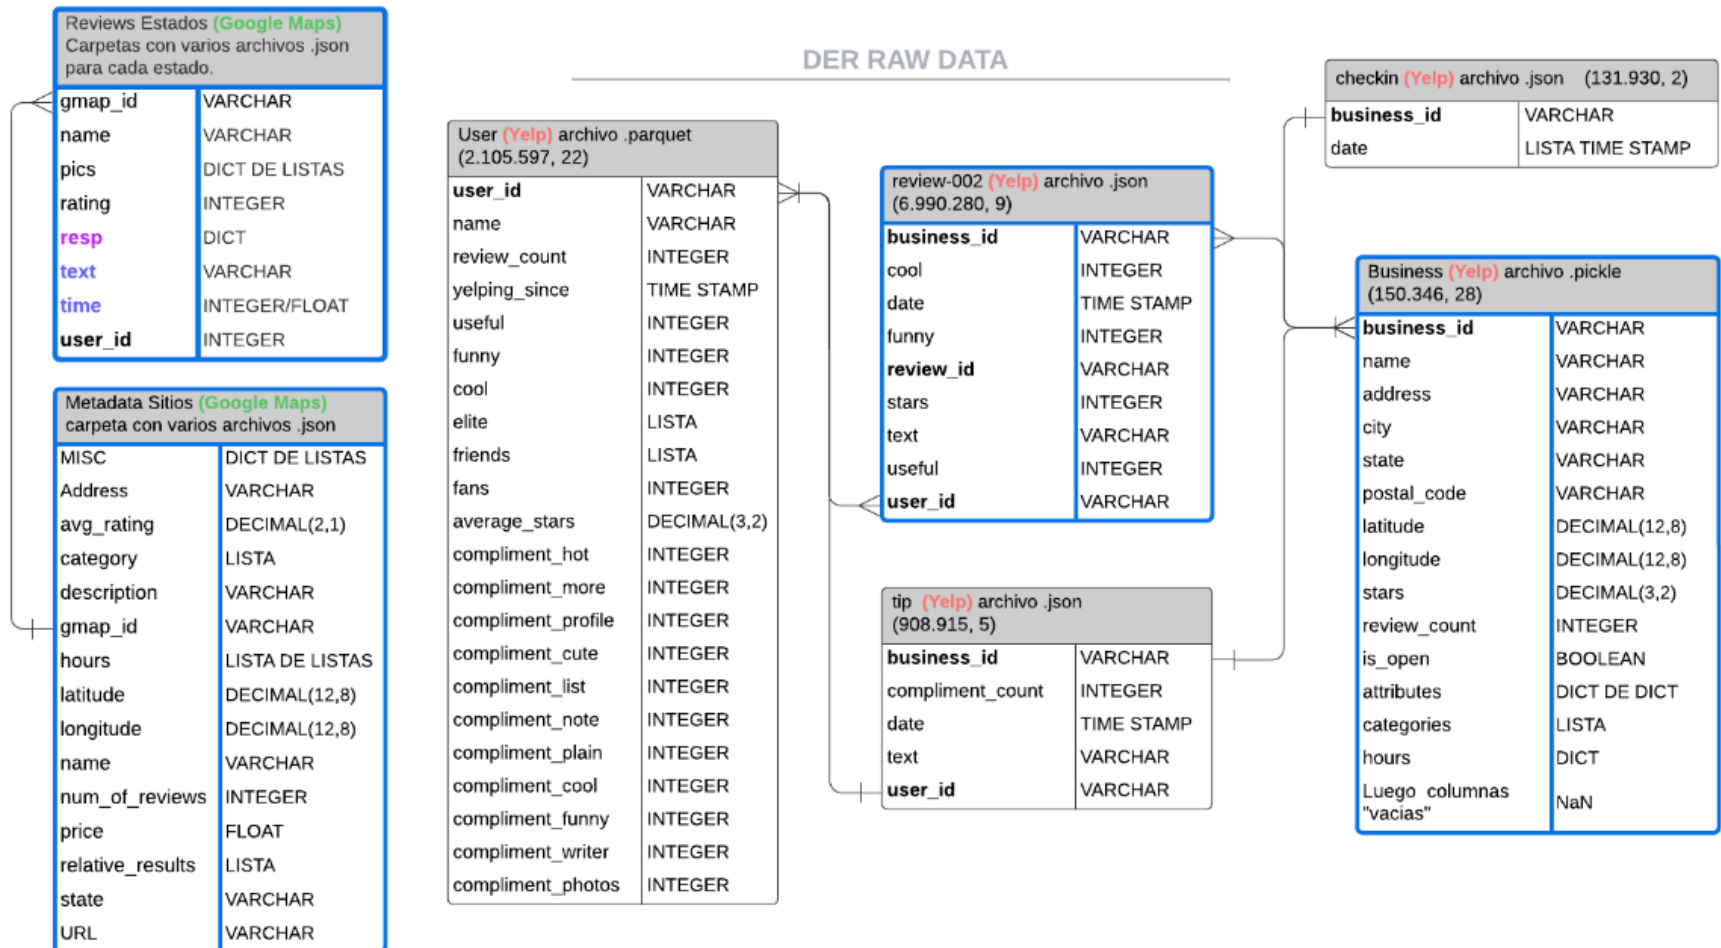 DER RAW DATA
Reviews Estados (Google Maps)
Carpetas con varios archivos .json
para cada estado.
gmap_id VARCHAR
name VARCHAR
pics DICT DE LISTAS
rating INTEGER
resp DICT
text VARCHAR
time INTEGER/FLOAT
user_id INTEGER
Metadata Sitios (Google Maps)
carpeta con varios archivos .json
MISC DICT DE LISTAS
Address VARCHAR
avg_rating DECIMAL(2,1)
category LISTA
description VARCHAR
gmap_id VARCHAR
hours LISTA DE LISTAS
latitude DECIMAL(12,8)
longitude DECIMAL(12,8)
name VARCHAR
num_of_reviews INTEGER
price FLOAT
relative_results LISTA
state VARCHAR
URL VARCHAR
User (Yelp) archivo .parquet
(2.105.597, 22)
user_id VARCHAR
name VARCHAR
review_count INTEGER
yelping_since TIME STAMP
useful INTEGER
funny INTEGER
cool INTEGER
elite LISTA
friends LISTA
fans INTEGER
average_stars DECIMAL(3,2)
compliment_hot INTEGER
compliment_more INTEGER
compliment_profile INTEGER
compliment_cute INTEGER
compliment_list INTEGER
compliment_note INTEGER
compliment_plain INTEGER
compliment_cool INTEGER
compliment_funny INTEGER
compliment_writer INTEGER
compliment_photos INTEGER
review-002 (Yelp) archivo .json
(6.990.280, 9)
business_id VARCHAR
cool INTEGER
date TIME STAMP
funny INTEGER
review_id VARCHAR
stars INTEGER
text VARCHAR
useful INTEGER
user_id VARCHAR
tip (Yelp) archivo .json
(908.915, 5)
business_id VARCHAR
compliment_count INTEGER
date TIME STAMP
text VARCHAR
user_id VARCHAR
checkin (Yelp) archivo .json (131.930, 2)
business_id VARCHAR
date LISTA TIME STAMP
Business (Yelp) archivo .pickle
(150.346, 28)
business_id VARCHAR
name VARCHAR
address VARCHAR
city VARCHAR
state VARCHAR
postal_code VARCHAR
latitude DECIMAL(12,8)
longitude DECIMAL(12,8)
stars DECIMAL(3,2)
review_count INTEGER
is_open BOOLEAN
attributes DICT DE DICT
categories LISTA
hours DICT
Luego columnas
"vacias" NaN